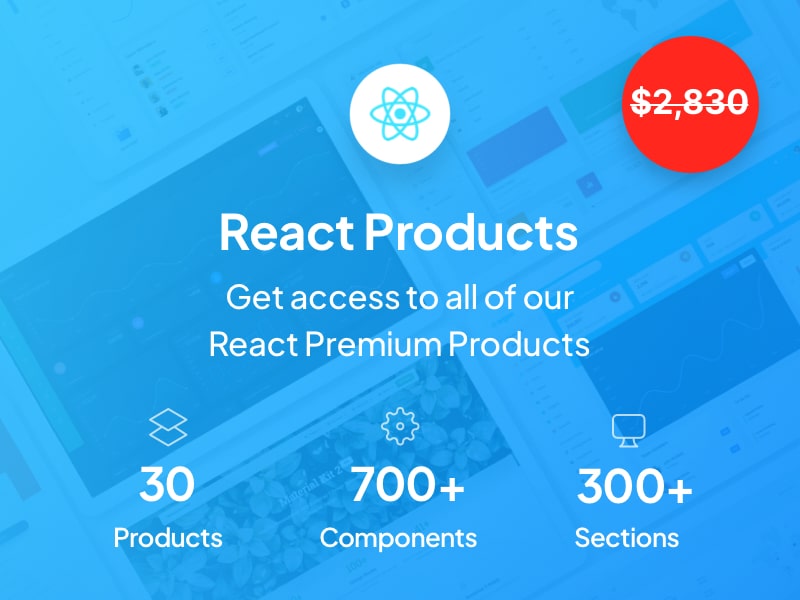 $2,830
React Products
Get access to all of our
React Premium Products
30
700+
300+
Products
Components
Sections